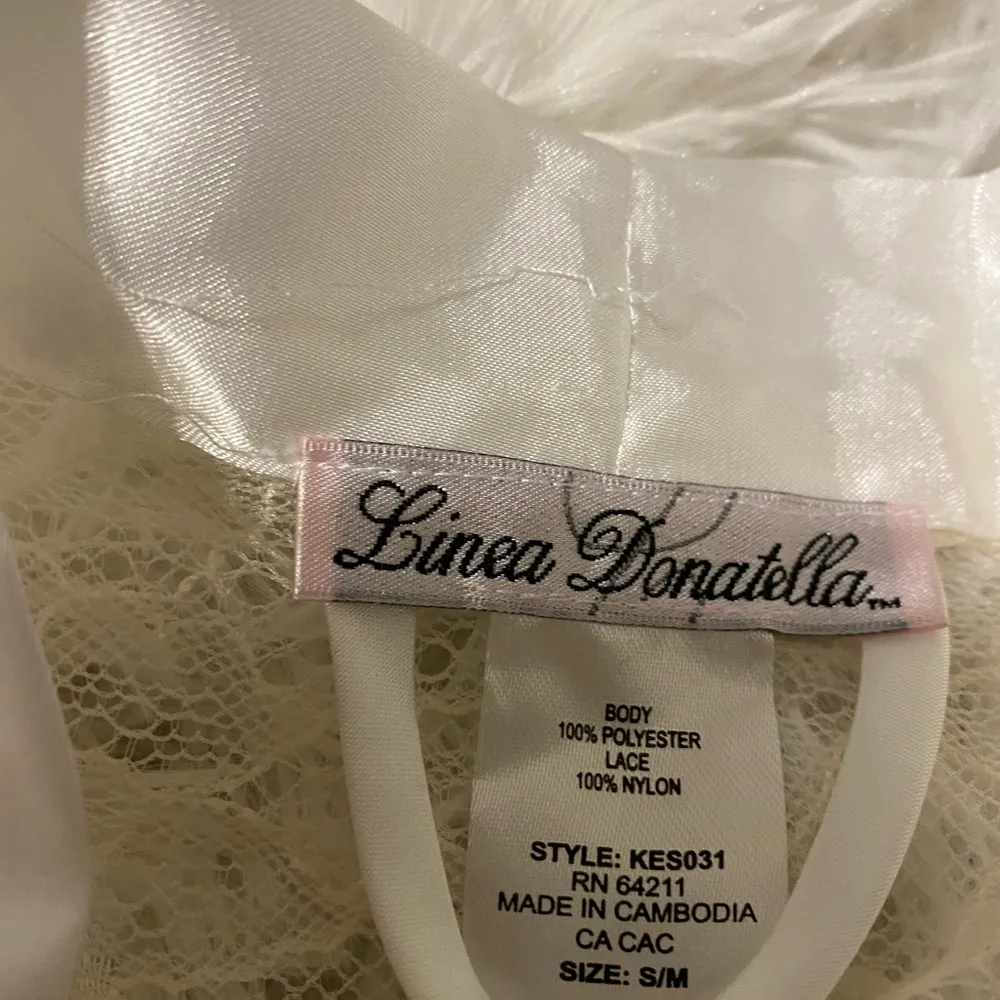 Linea Donatella™
BODY
100% POLYESTER
LACE
100% NYLON
STYLE: KES031
RN 64211
MADE IN CAMBODIA
CA CAC
SIZE: S/M